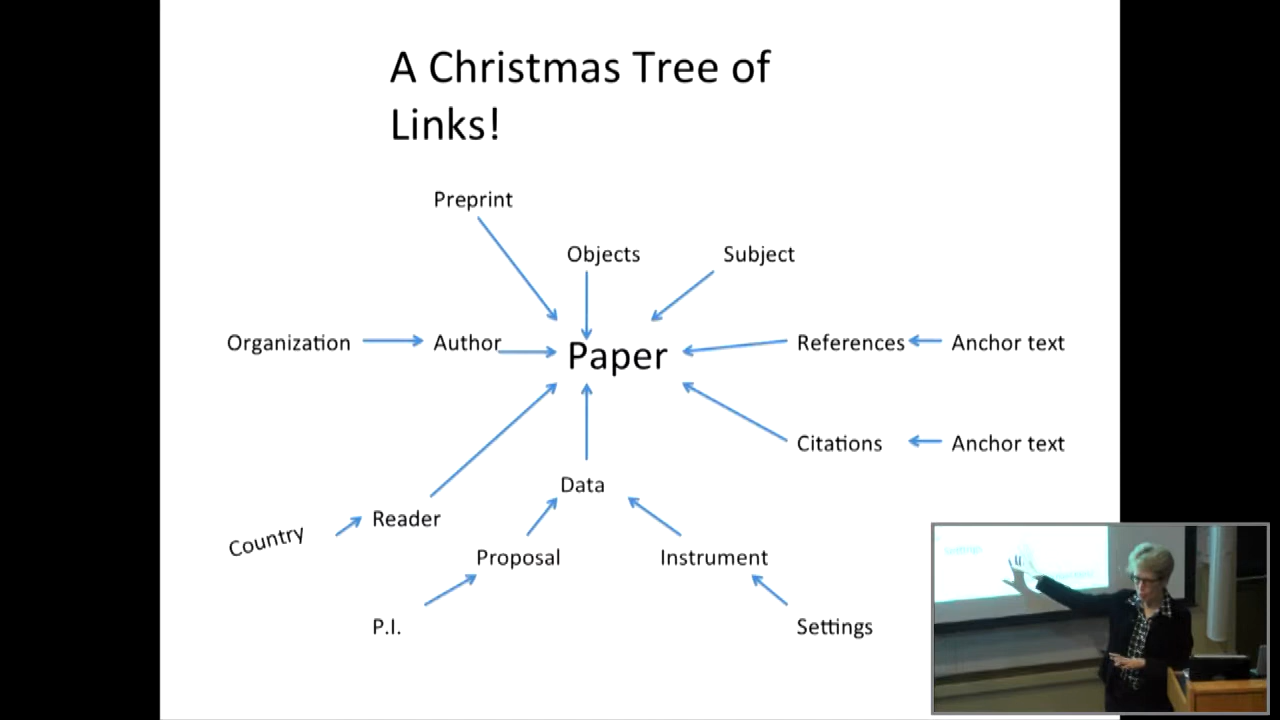 A Christmas Tree of
Links!
Preprint
Objects
Subject
Organization
Author
Paper
References
Anchor text
Citations
Anchor text
Data
Reader
Country
Proposal
Instrument
P.I.
Settings